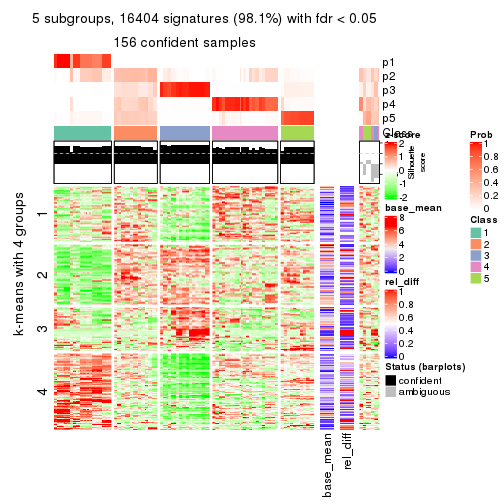 5 subgroups, 16404 signatures (98.1%) with fdr < 0.05
156 confident samples
p1
p2
p3
p4
p5
Class
Silhouette
score
k-means with 4 groups
1
2
3
4
base_mean
rel_diff
z-score
2
1
0
-1
-2
base_mean
8
6
4
2
0
rel_diff
1
0.8
0.6
0.4
0.2
0
Status (barplots)
confident
ambiguous
Prob
1
0.8
0.6
0.4
0.2
0
Class
1
2
3
4
5